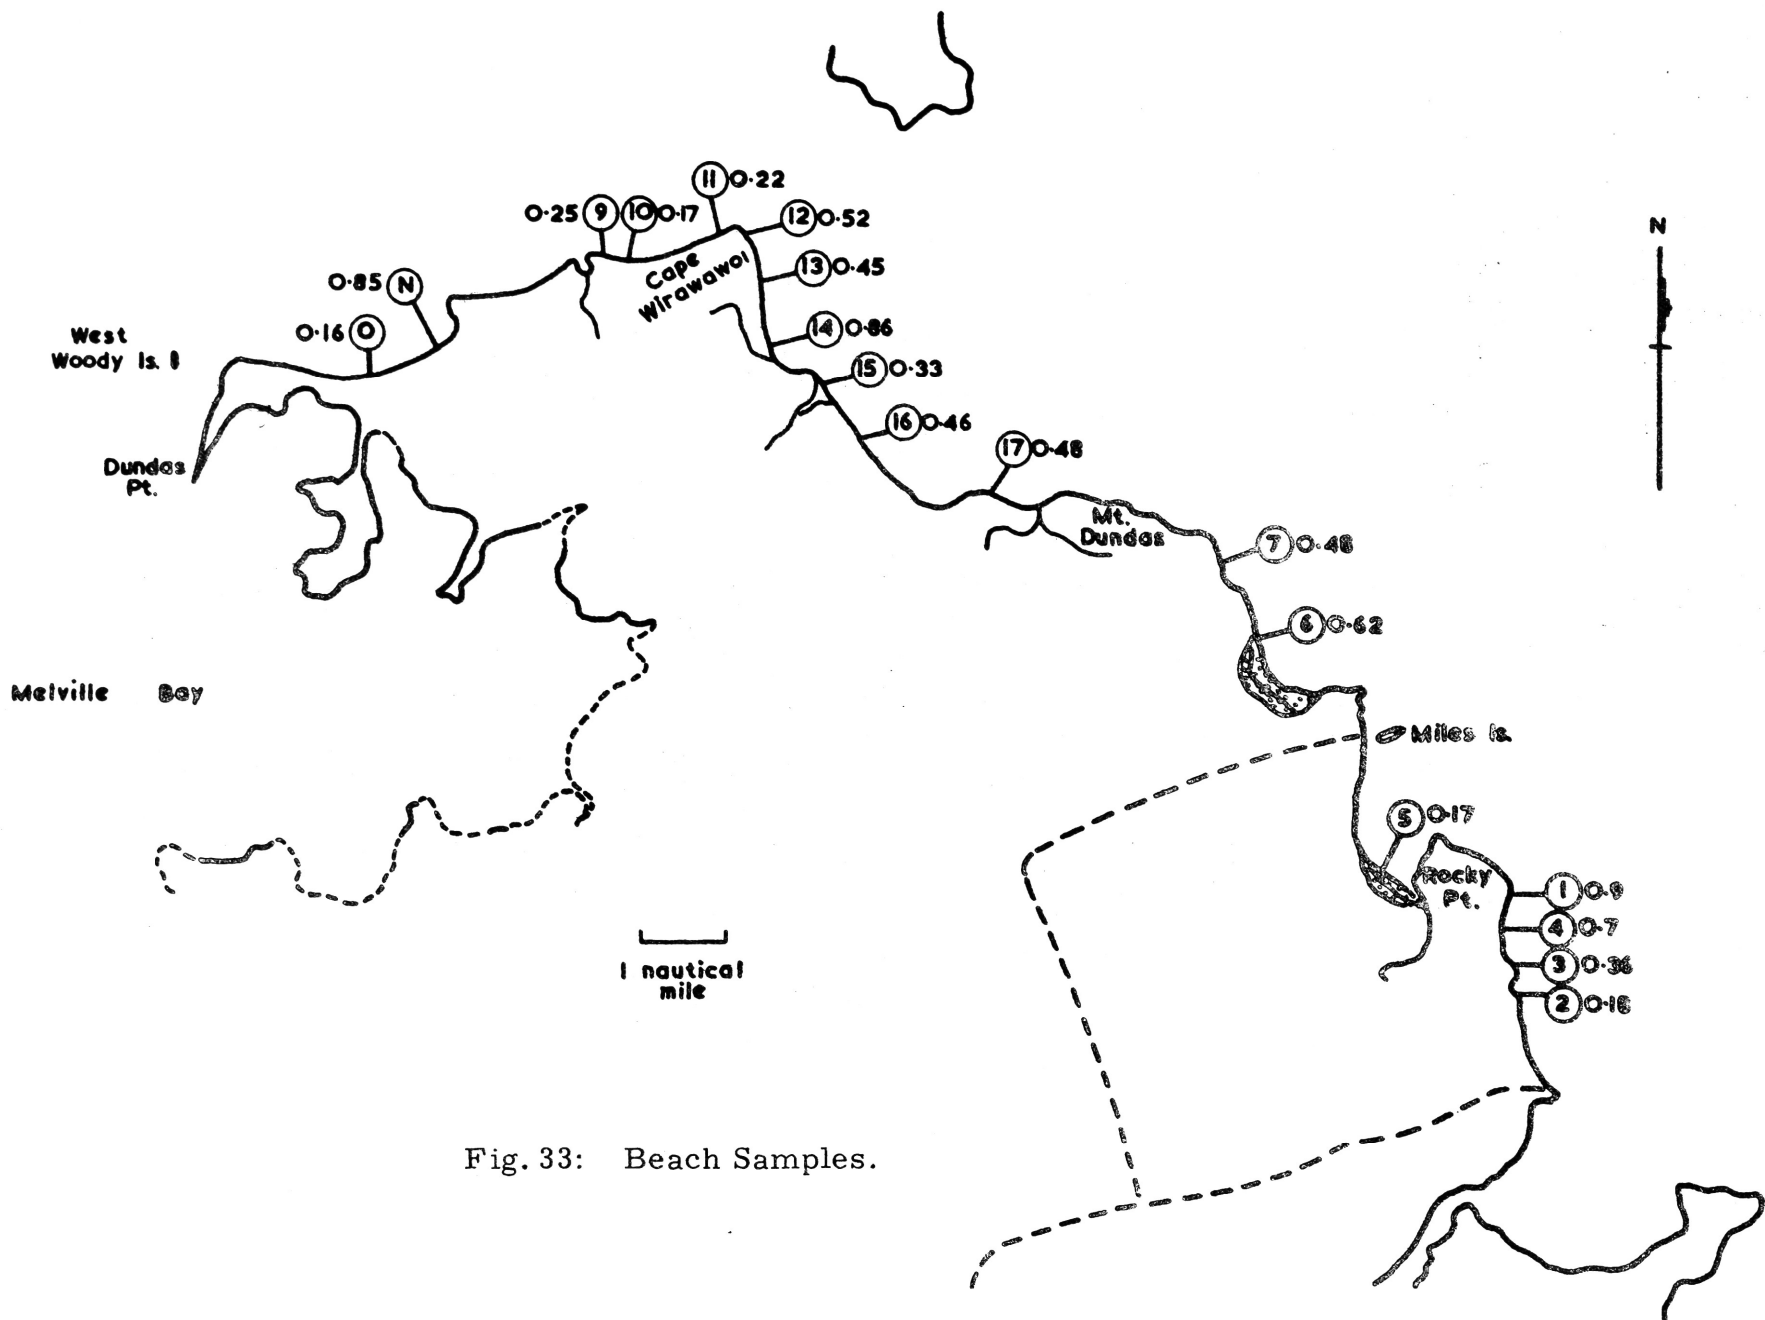 11 0.22
N
0.25 9 10 0.17
12 0.52
Cape
Wirawawoi
13 0.45
0.85 N
14 0.86
0.16 O
West
Woody Is.
15 0.33
16 0.46
17 0.48
Dundas
Pt.
Mt.
Dundas
7 0.48
6 0.62
Melville Bay
Miles Is.
5 0.17
Rocky
Pt.
1 0.9
4 0.7
3 0.36
2
1 nautical
mile
Fig. 33: Beach Samples.